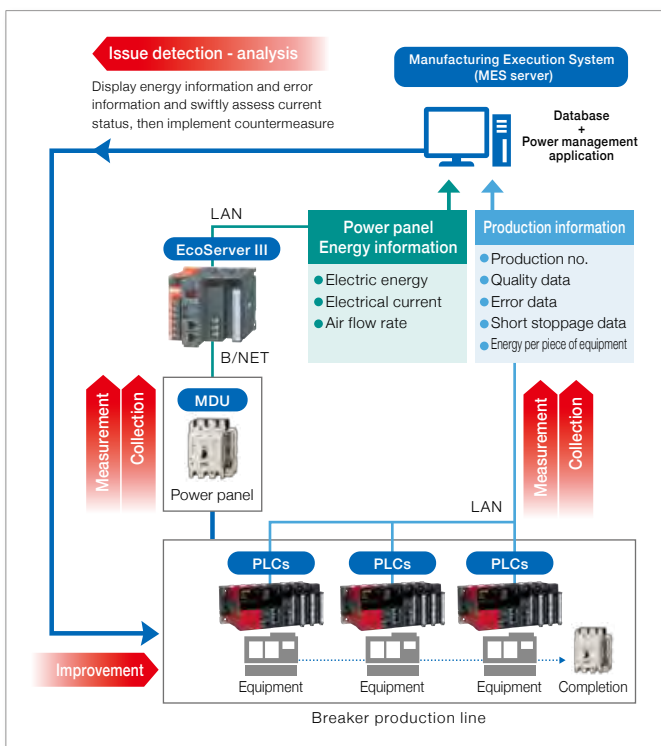 Issue detection - analysis
Display energy information and error
information and swiftly assess current
status, then implement countermeasure
Manufacturing Execution System
(MES server)
Database
+
Power management
application
LAN
EcoServer III
Power panel
Energy information
Electric energy
Electrical current
Air flow rate
Production information
Production no.
Quality data
Error data
Short stoppage data
Energy per piece of equipment
B/NET
MDU
Power panel
Measurement
Collection
Measurement
Collection
LAN
PLCs
PLCs
PLCs
Improvement
Equipment
Equipment
Equipment
Completion
Breaker production line